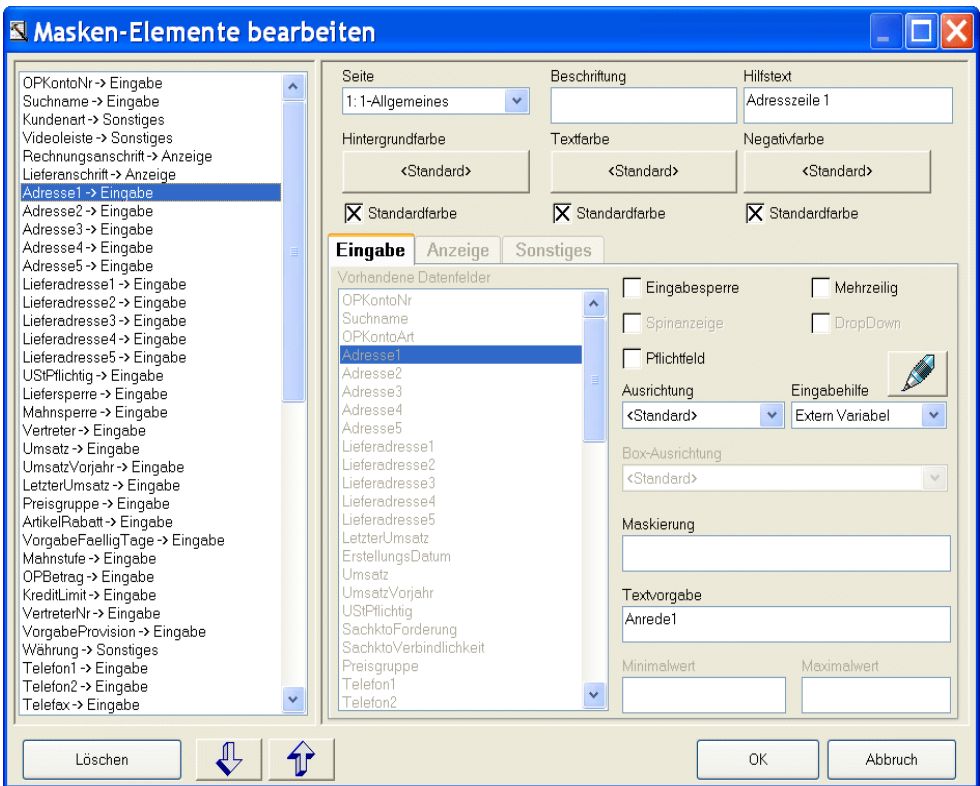 Masken-Elemente bearbeiten
OPKontoNr -> Eingabe
Suchname -> Eingabe
Kundenart -> Sonstiges
Videoleiste -> Sonstiges
Rechnungsanschrift -> Anzeige
Lieferanschrift -> Anzeige
Adresse1 -> Eingabe
Adresse2 -> Eingabe
Adresse3 -> Eingabe
Adresse4 -> Eingabe
Adresse5 -> Eingabe
Lieferadresse1 -> Eingabe
Lieferadresse2 -> Eingabe
Lieferadresse3 -> Eingabe
Lieferadresse4 -> Eingabe
Lieferadresse5 -> Eingabe
UStPflichtig -> Eingabe
Liefersperre -> Eingabe
Mahnsperre -> Eingabe
Vertreter -> Eingabe
Umsatz -> Eingabe
UmsatzVorjahr -> Eingabe
LetzterUmsatz -> Eingabe
Preisgruppe -> Eingabe
ArtikelRabatt -> Eingabe
VorgabeFaelligTage -> Eingabe
Mahnstufe -> Eingabe
OPBetrag -> Eingabe
KreditLimit -> Eingabe
VertreterNr -> Eingabe
VorgabeProvision -> Eingabe
Währung -> Sonstiges
Telefon1 -> Eingabe
Telefon2 -> Eingabe
Telefax -> Eingabe
Seite Beschriftung Hilfstext
1: 1-Allgemeines Adresszeile 1
Hintergrundfarbe Textfarbe Negativfarbe
<Standard> <Standard> <Standard>
Standardfarbe Standardfarbe Standardfarbe
Eingabe Anzeige Sonstiges
Vorhandene Datenfelder
OPKontoNr
Suchname
OPKontoArt
Adresse1
Adresse2
Adresse3
Adresse4
Adresse5
Lieferadresse1
Lieferadresse2
Lieferadresse3
Lieferadresse4
Lieferadresse5
LetzterUmsatz
ErstellungsDatum
Umsatz
UmsatzVorjahr
UStPflichtig
SachktoForderung
SachktoVerbindlichkeit
Preisgruppe
Telefon1
Telefon2
Eingabesperre Mehrzeilig
Spinanzeige DropDown
Pflichtfeld
Ausrichtung Eingabehilfe
<Standard> Extern Variabel
Box-Ausrichtung
<Standard>
Maskierung
Textvorgabe
Anrede1
Minimalwert Maximalwert
Löschen OK Abbruch